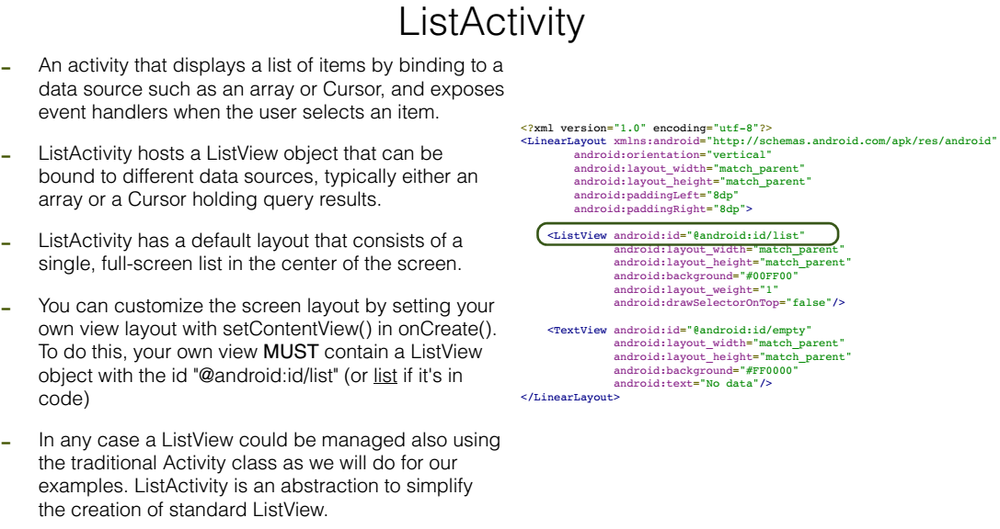 ListActivity
- An activity that displays a list of items by binding to a
data source such as an array or Cursor, and exposes
event handlers when the user selects an item.
- ListActivity hosts a ListView object that can be
bound to different data sources, typically either an
array or a Cursor holding query results.
- ListActivity has a default layout that consists of a
single, full-screen list in the center of the screen.
- You can customize the screen layout by setting your
own view layout with setContentView() in onCreate().
To do this, your own view MUST contain a ListView
object with the id "@android:id/list" (or list if it's in
code)
- In any case a ListView could be managed also using
the traditional Activity class as we will do for our
examples. ListActivity is an abstraction to simplify
the creation of standard ListView.
<?xml version="1.0" encoding="utf-8"?>
<LinearLayout xmlns:android="http://schemas.android.com/apk/res/android"
android:orientation="vertical"
android:layout_width="match_parent"
android:layout_height="match_parent"
android:paddingLeft="8dp"
android:paddingRight="8dp">
<ListView android:id="@android:id/list"
android:layout_width="match_parent"
android:layout_height="match_parent"
android:background="#00FF00"
android:layout_weight="1"
android:drawSelectorOnTop="false"/>
<TextView android:id="@android:id/empty"
android:layout_width="match_parent"
android:layout_height="match_parent"
android:background="#FF0000"
android:text="No data"/>
</LinearLayout>